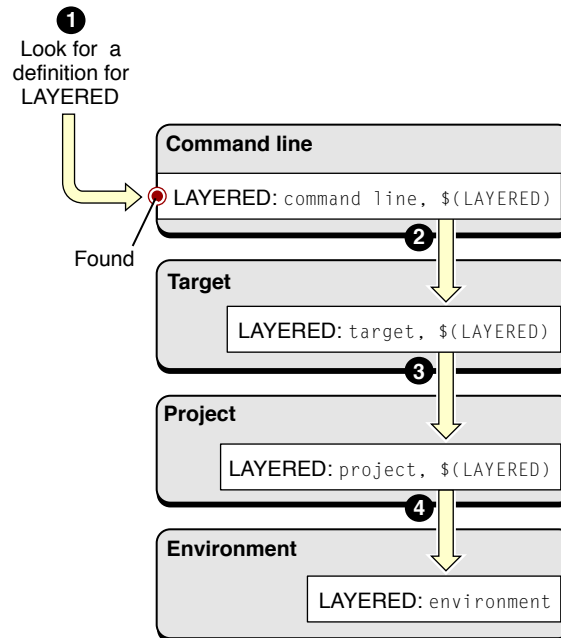 1
Look for a
definition for
LAYERED
Command line
LAYERED: command line, $(LAYERED)
Found
2
Target
LAYERED: target, $(LAYERED)
3
Project
LAYERED: project, $(LAYERED)
4
Environment
LAYERED: environment